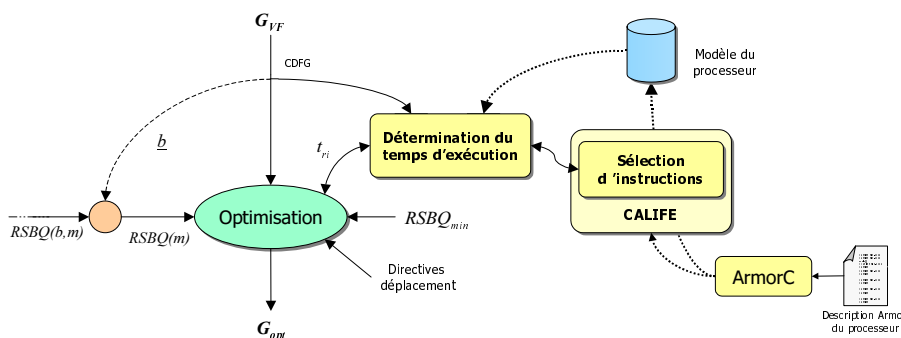 G_VF
CDFG
Modèle du
processeur
b
t_ri
Détermination du
temps d'exécution
Sélection
d 'instructions
CALIFE
RSBQ(b,m)
RSBQ(m)
Optimisation
RSBQ_min
Directives
déplacement
ArmorC
G_opt
Description Armor
du processeur